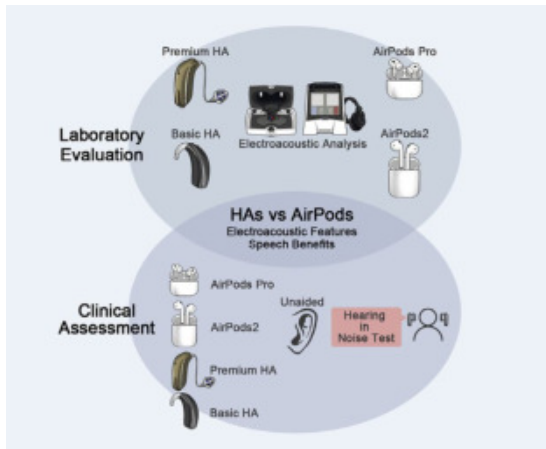 Premium HA
AirPods Pro
Laboratory
Evaluation
Basic HA
Electroacoustic Analysis
AirPods2
HAs vs AirPods
Electroacoustic Features
Speech Benefits
Clinical
Assessment
AirPods Pro
AirPods2
Premium HA
Basic HA
Unaided
Hearing
in
Noise Test